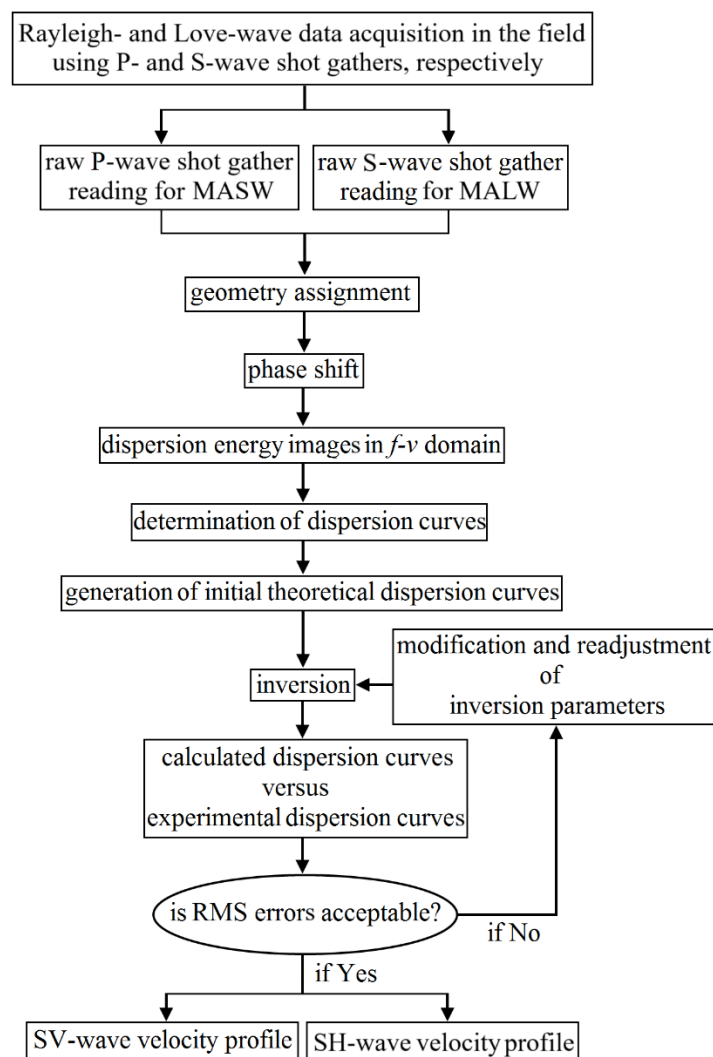 Rayleigh- and Love-wave data acquisition in the field
using P- and S-wave shot gathers, respectively
raw P-wave shot gather
reading for MASW
raw S-wave shot gather
reading for MALW
geometry assignment
phase shift
dispersion energy images in f-v domain
determination of dispersion curves
generation of initial theoretical dispersion curves
inversion
modification and readjustment
of
inversion parameters
calculated dispersion curves
versus
experimental dispersion curves
is RMS errors acceptable?
if No
if Yes
SV-wave velocity profile
SH-wave velocity profile